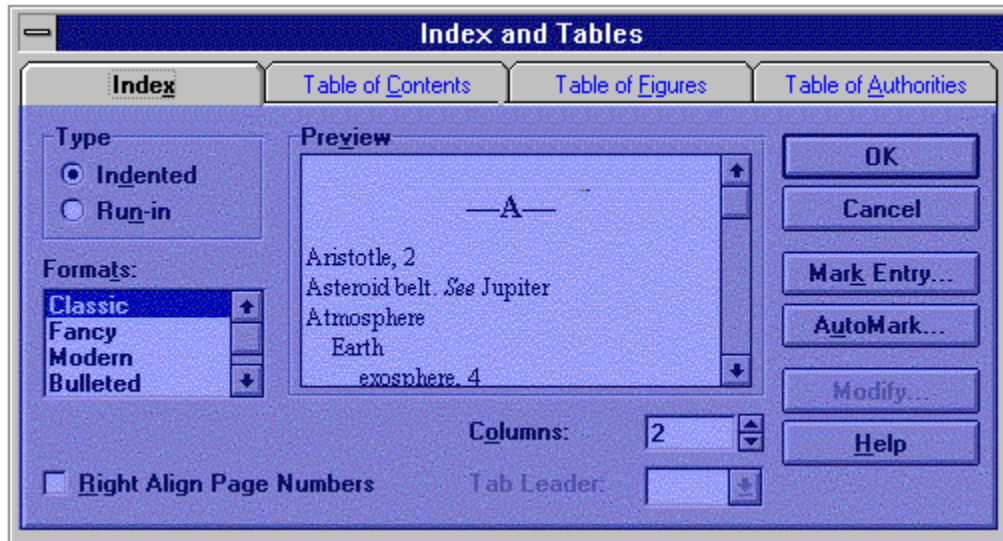 Index and Tables
Index
Table of Contents
Table of Figures
Table of Authorities
Type
Indented
Run-in
Formats:
Classic
Fancy
Modern
Bulleted
Preview
—A—
Aristotle, 2
Asteroid belt. See Jupiter
Atmosphere
Earth
exosphere, 4
Columns:
2
Right Align Page Numbers
Tab Leader:
OK
Cancel
Mark Entry...
AutoMark...
Modify...
Help